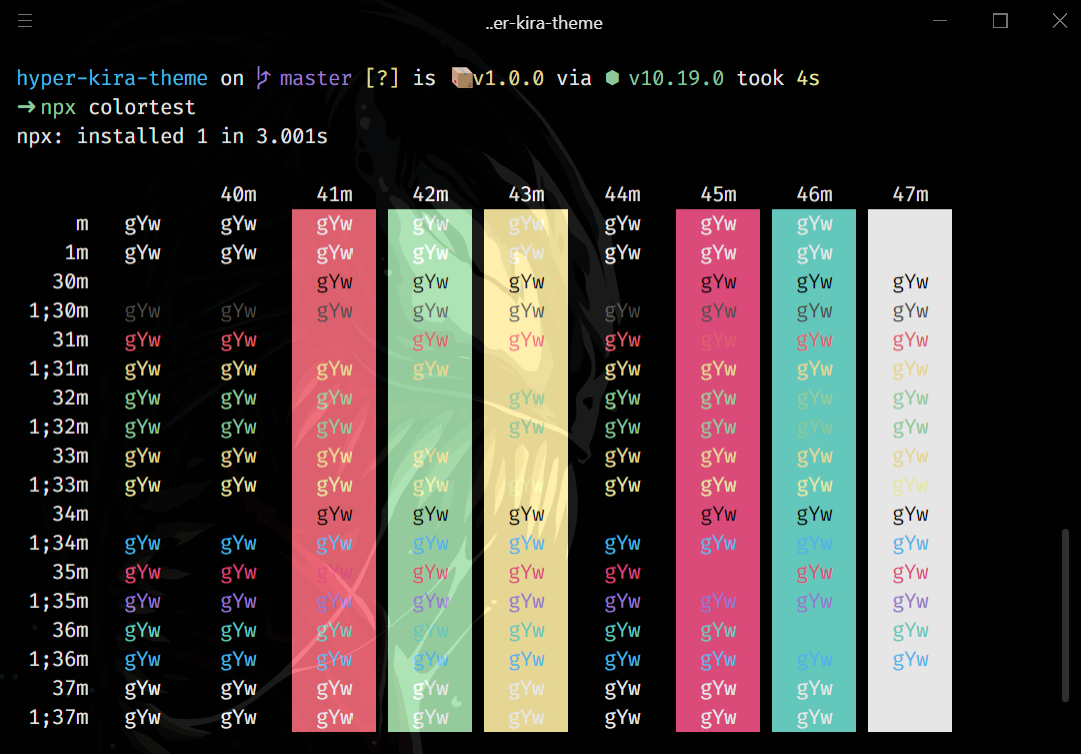 ..er-kira-theme
hyper-kira-theme on master [?] is v1.0.0 via v10.19.0 took 4s
→ npx colortest
npx: installed 1 in 3.001s
40m 41m 42m 43m 44m 45m 46m 47m
m gYw gYw gYw gYw gYw gYw gYw gYw
1m gYw gYw gYw gYw gYw gYw gYw gYw
30m gYw gYw gYw gYw gYw gYw
1;30m gYw gYw gYw gYw gYw gYw gYw gYw gYw
31m gYw gYw gYw gYw gYw gYw gYw gYw
1;31m gYw gYw gYw gYw gYw gYw gYw gYw
32m gYw gYw gYw gYw gYw gYw gYw gYw
1;32m gYw gYw gYw gYw gYw gYw gYw gYw
33m gYw gYw gYw gYw gYw gYw gYw gYw
1;33m gYw gYw gYw gYw gYw gYw gYw gYw gYw
34m gYw gYw gYw gYw gYw gYw
1;34m gYw gYw gYw gYw gYw gYw gYw gYw gYw
35m gYw gYw gYw gYw gYw gYw gYw gYw
1;35m gYw gYw gYw gYw gYw gYw gYw gYw gYw
36m gYw gYw gYw gYw gYw gYw gYw gYw
1;36m gYw gYw gYw gYw gYw gYw gYw gYw gYw
37m gYw gYw gYw gYw gYw gYw gYw gYw
1;37m gYw gYw gYw gYw gYw gYw gYw gYw